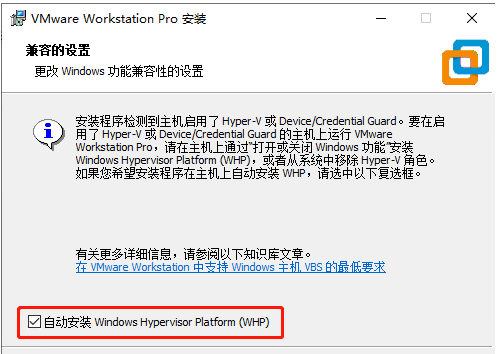 VMware Workstation Pro 安装
兼容的设置
更改 Windows 功能兼容性的设置
安装程序检测到主机启用了 Hyper-V 或 Device/Credential Guard。要在启
用了 Hyper-V 或 Device/Credential Guard 的主机上运行 VMware
Workstation Pro，请在主机上通过"打开或关闭 Windows 功能"安装
Windows Hypervisor Platform (WHP)，或者从系统中移除 Hyper-V 角色。
如果您希望安装程序在主机上自动安装 WHP，请选中以下复选框。
有关更多详细信息，请参阅以下知识库文章。
在 VMware Workstation 中支持 Windows 主机 VBS 的最低要求
自动安装 Windows Hypervisor Platform (WHP)